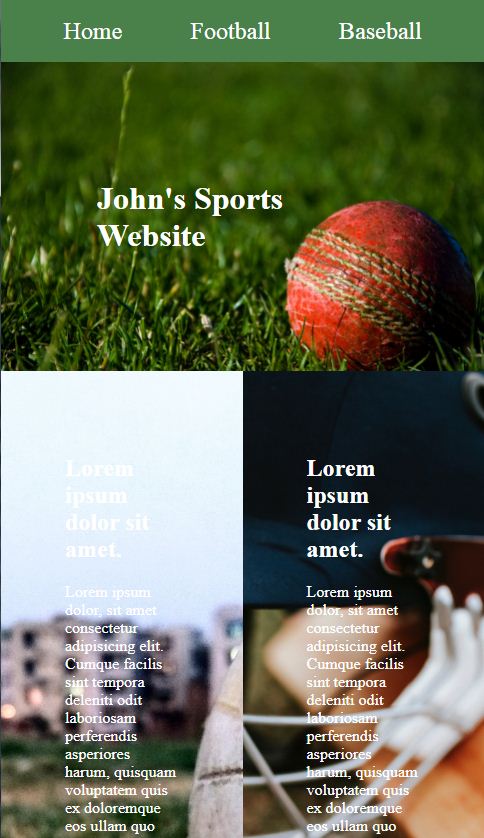 Home Football Baseball
John's Sports
Website
Lorem
ipsum
dolor sit
amet.
Lorem ipsum
dolor, sit amet
consectetur
adipisicing elit.
Cumque facilis
sint tempora
deleniti odit
laboriosam
perferendis
asperiores
harum, quisquam
voluptatem quis
ex doloremque
eos ullam quo
Lorem
ipsum
dolor sit
amet.
Lorem ipsum
dolor, sit amet
consectetur
adipisicing elit.
Cumque facilis
sint tempora
deleniti odit
laboriosam
perferendis
asperiores
harum, quisquam
voluptatem quis
ex doloremque
eos ullam quo